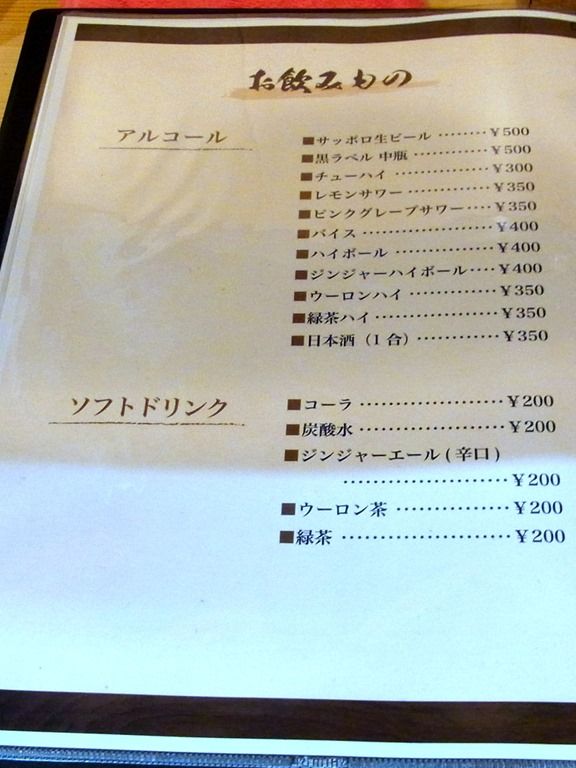 お飲みもの
アルコール
■サッポロ生ビール ········¥500
■黒ラベル 中瓶 ············¥500
■チューハイ ···············¥300
■レモンサワー·············¥350
■ピンクグレープサワー····¥350
■バイス ·····················¥400
■ハイボール ···············¥400
■ジンジャーハイボール····¥400
■ウーロンハイ ·············¥350
■緑茶ハイ··················¥350
■日本酒（1合）············¥350
ソフトドリンク
■コーラ ·····················¥200
■炭酸水 ·····················¥200
■ジンジャーエール(辛口)
·······················¥200
■ウーロン茶 ···············¥200
■緑茶 ·······················¥200